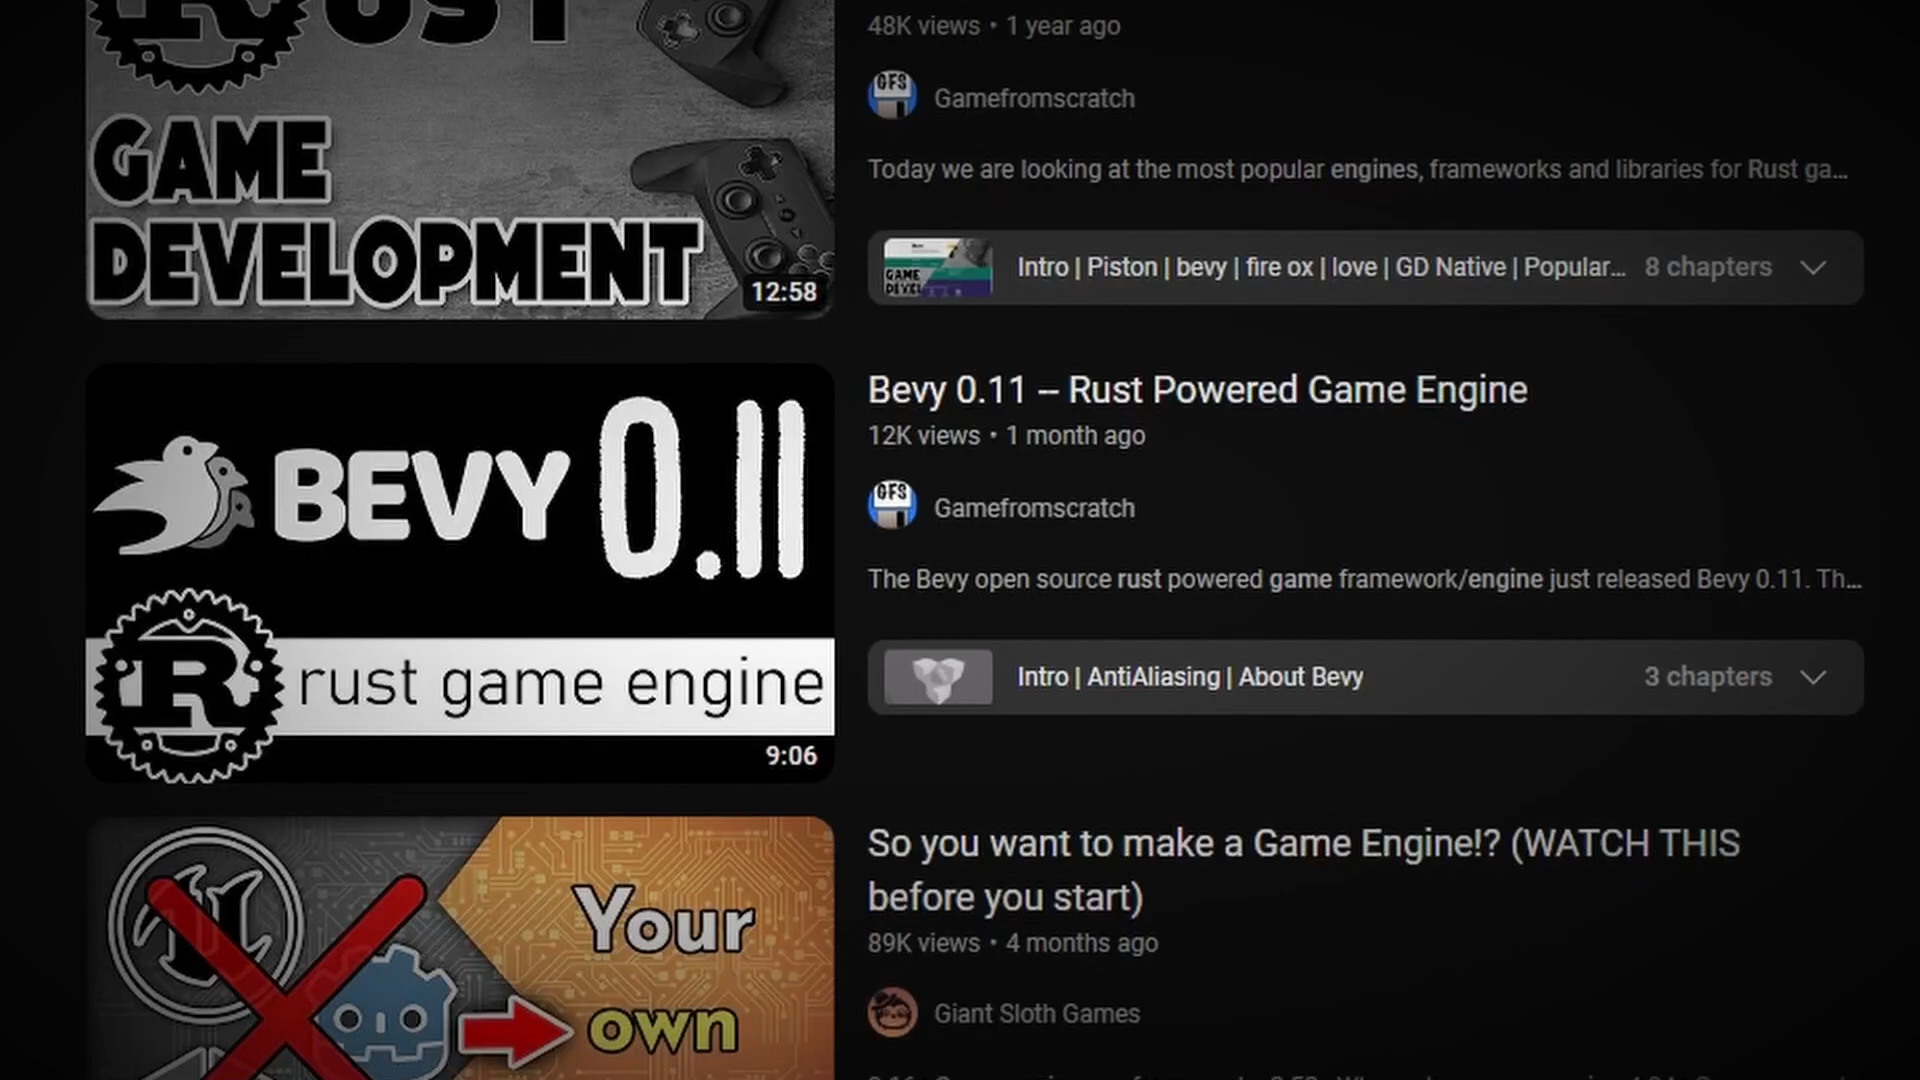 RUST
48K views • 1 year ago
GFS
Gamefromscratch
GAME
DEVELOPMENT
12:58
Today we are looking at the most popular engines, frameworks and libraries for Rust ga...
GAME
Intro | Piston | bevy | fire ox | love | GD Native | Popular... 8 chapters
BEVY 0.11
R rust game engine
9:06
Bevy 0.11 – Rust Powered Game Engine
12K views • 1 month ago
GFS
Gamefromscratch
The Bevy open source rust powered game framework/engine just released Bevy 0.11. Th...
Intro | AntiAliasing | About Bevy 3 chapters
Your
own
So you want to make a Game Engine!? (WATCH THIS
before you start)
89K views • 4 months ago
Giant Sloth Games